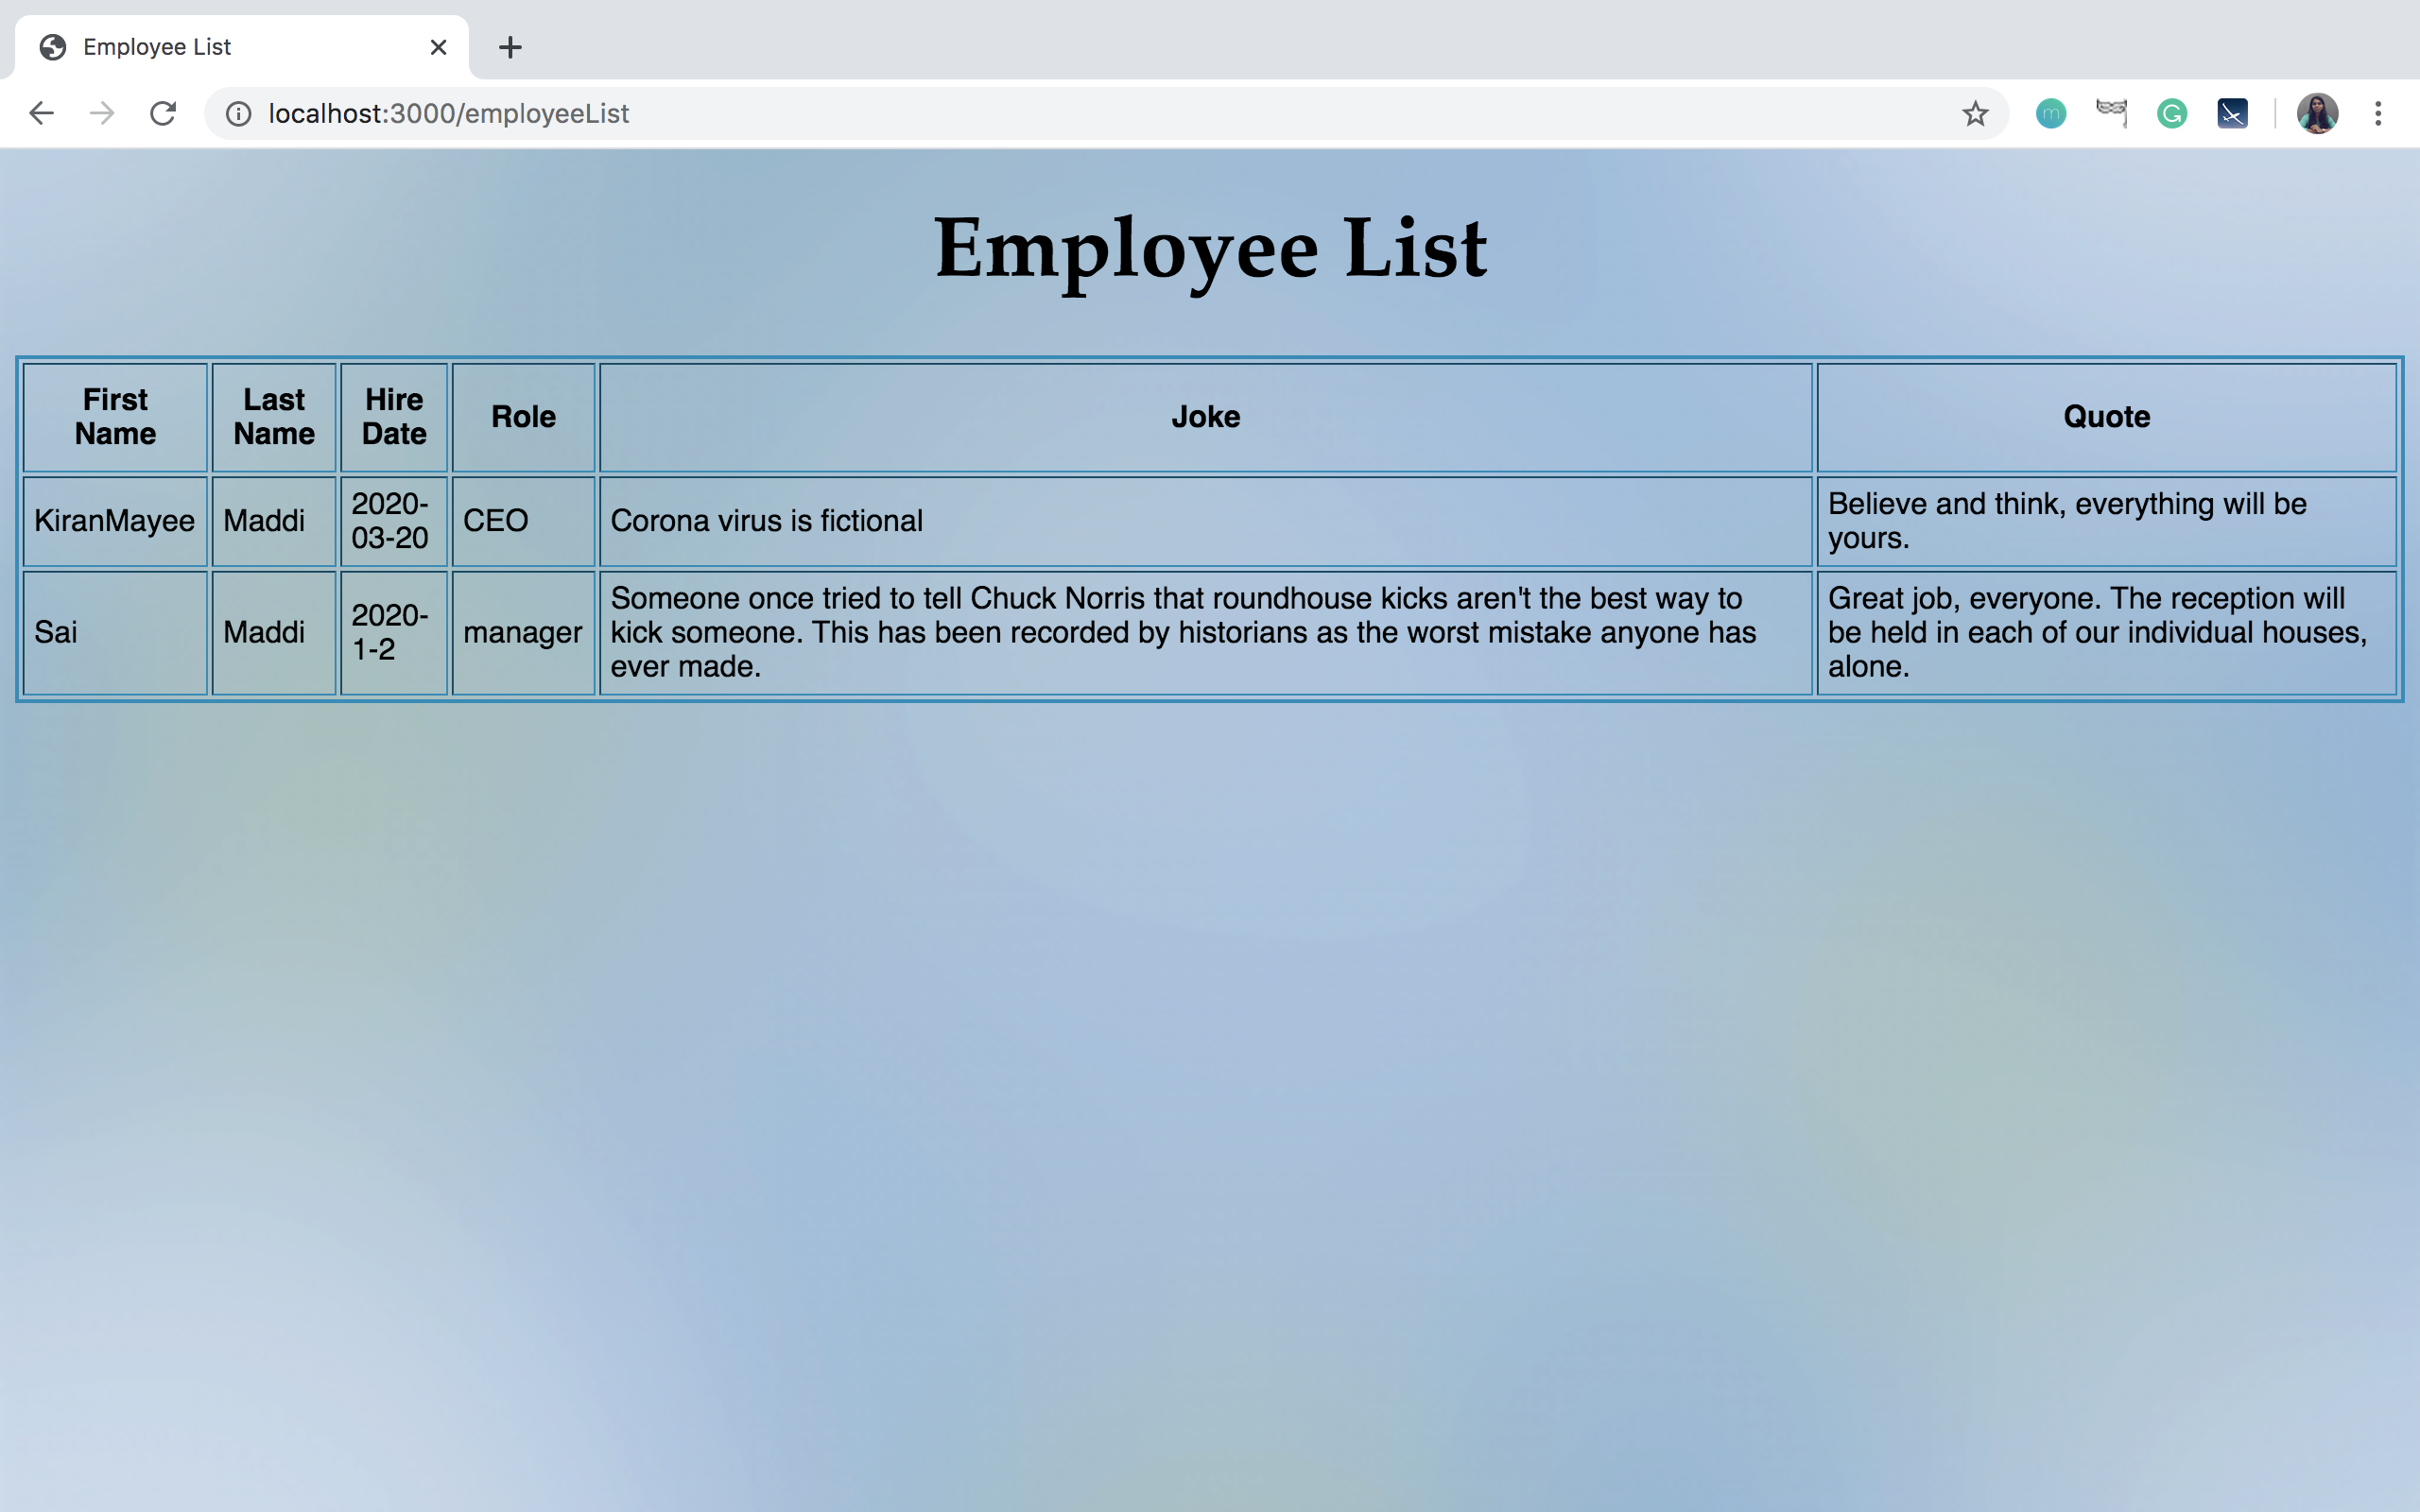 Employee List
localhost:3000/employeeList
m
G
Employee List
First Name
Last Name
Hire Date
Role
Joke
Quote
KiranMayee
Maddi
2020-
03-20
CEO
Corona virus is fictional
Believe and think, everything will be
yours.
Sai
Maddi
2020-
1-2
manager
Someone once tried to tell Chuck Norris that roundhouse kicks aren't the best way to
kick someone. This has been recorded by historians as the worst mistake anyone has
ever made.
Great job, everyone. The reception will
be held in each of our individual houses,
alone.